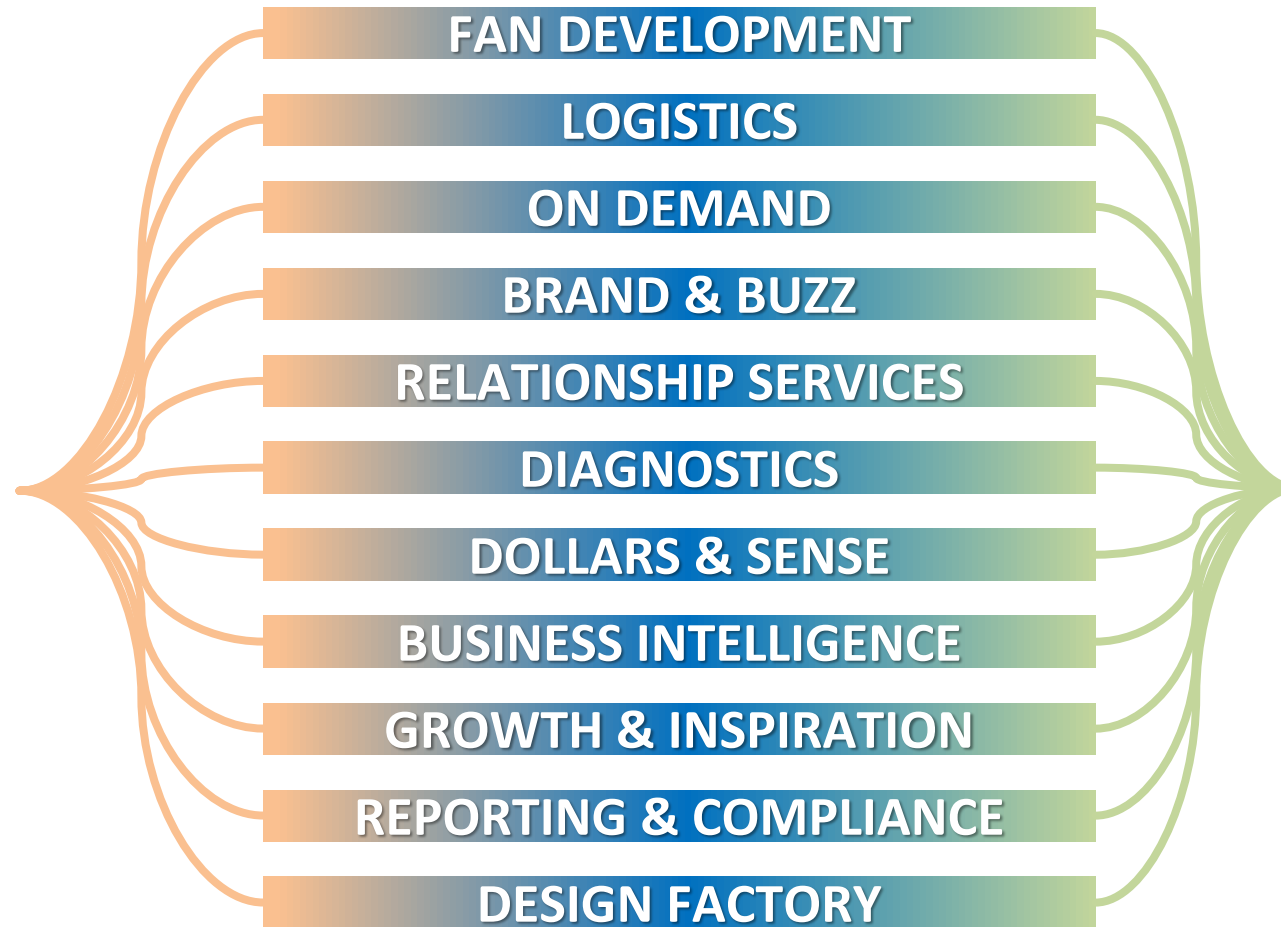 FAN DEVELOPMENT
LOGISTICS
ON DEMAND
BRAND & BUZZ
RELATIONSHIP SERVICES
DIAGNOSTICS
DOLLARS & SENSE
BUSINESS INTELLIGENCE
GROWTH & INSPIRATION
REPORTING & COMPLIANCE
DESIGN FACTORY